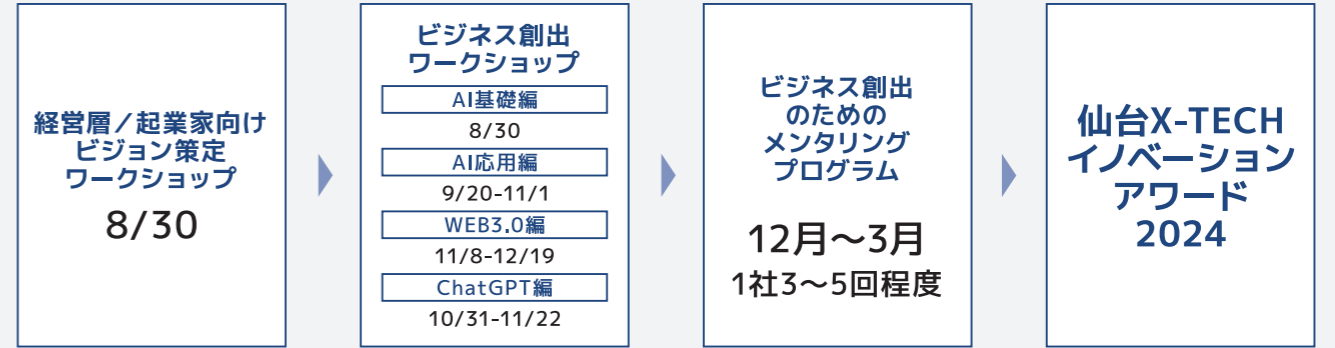 経営層／起業家向け
ビジョン策定
ワークショップ
8/30
ビジネス創出
ワークショップ
AI基礎編
8/30
AI応用編
9/20-11/1
WEB3.0編
11/8-12/19
ChatGPT編
10/31-11/22
ビジネス創出
のための
メンタリング
プログラム
12月～3月
1社3～5回程度
仙台X-TECH
イノベーション
アワード
2024